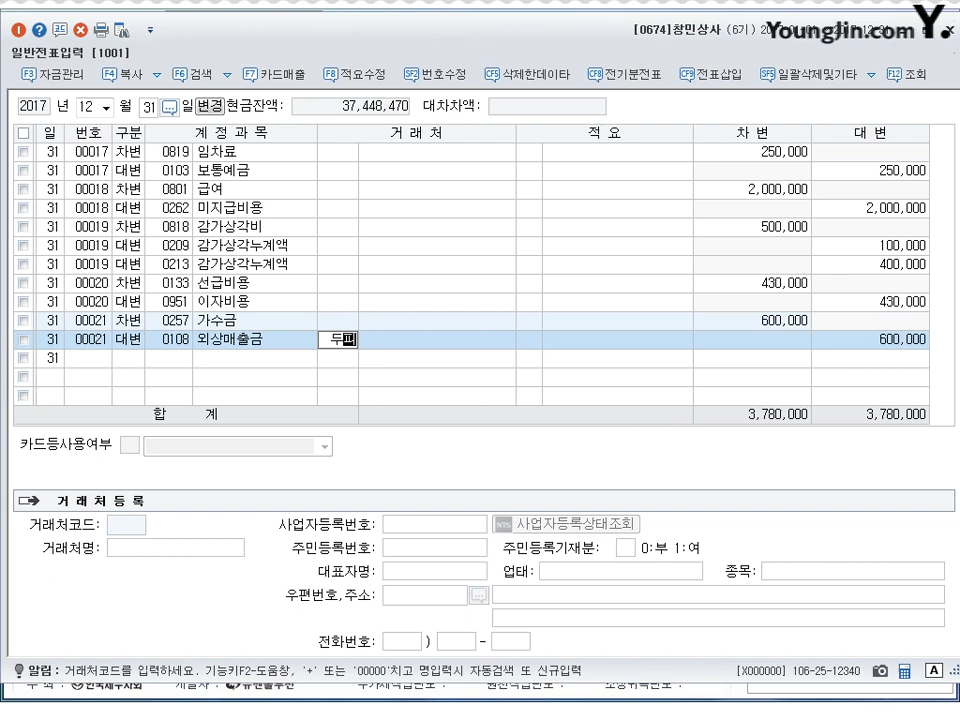 [0674]창민상사 (6기) 2017-01-01 ~ 2017-12-31
Younglin.com Y.
일반전표입력 [1001]
F3 자금관리 F4 복사 F6 검색 F7 카드매출 F8 적요수정 SF2 번호수정 CF5 삭제한데이타 CF8 전기분전표 CF9 전표삽입 SF5 일괄삭제및기타 F12 조회
2017 년 12 월 31 일 변경 현금잔액: 37,448,470 대차차액:
일 번호 구분 계 정 과 목 거 래 처 적 요 차 변 대 변
31 00017 차변 0819 임차료 250,000
31 00017 대변 0103 보통예금 250,000
31 00018 차변 0801 급여 2,000,000
31 00018 대변 0262 미지급비용 2,000,000
31 00019 차변 0818 감가상각비 500,000
31 00019 대변 0209 감가상각누계액 100,000
31 00019 대변 0213 감가상각누계액 400,000
31 00020 차변 0133 선급비용 430,000
31 00020 대변 0951 이자비용 430,000
31 00021 차변 0257 가수금 600,000
31 00021 대변 0108 외상매출금 두 600,000
31
합 계 3,780,000 3,780,000
카드등사용여부
거 래 처 등 록
거래처코드: 사업자등록번호: NTS 사업자등록상태조회
거래처명: 주민등록번호: 주민등록기재분: 0:부 1:여
대표자명: 업태: 종목:
우편번호,주소:
전화번호: ) -
알림 : 거래처코드를 입력하세요. 기능키F2-도움창, '+' 또는 '00000'치고 명입력시 자동검색 또는 신규입력 [X000000] 106-25-12340 A